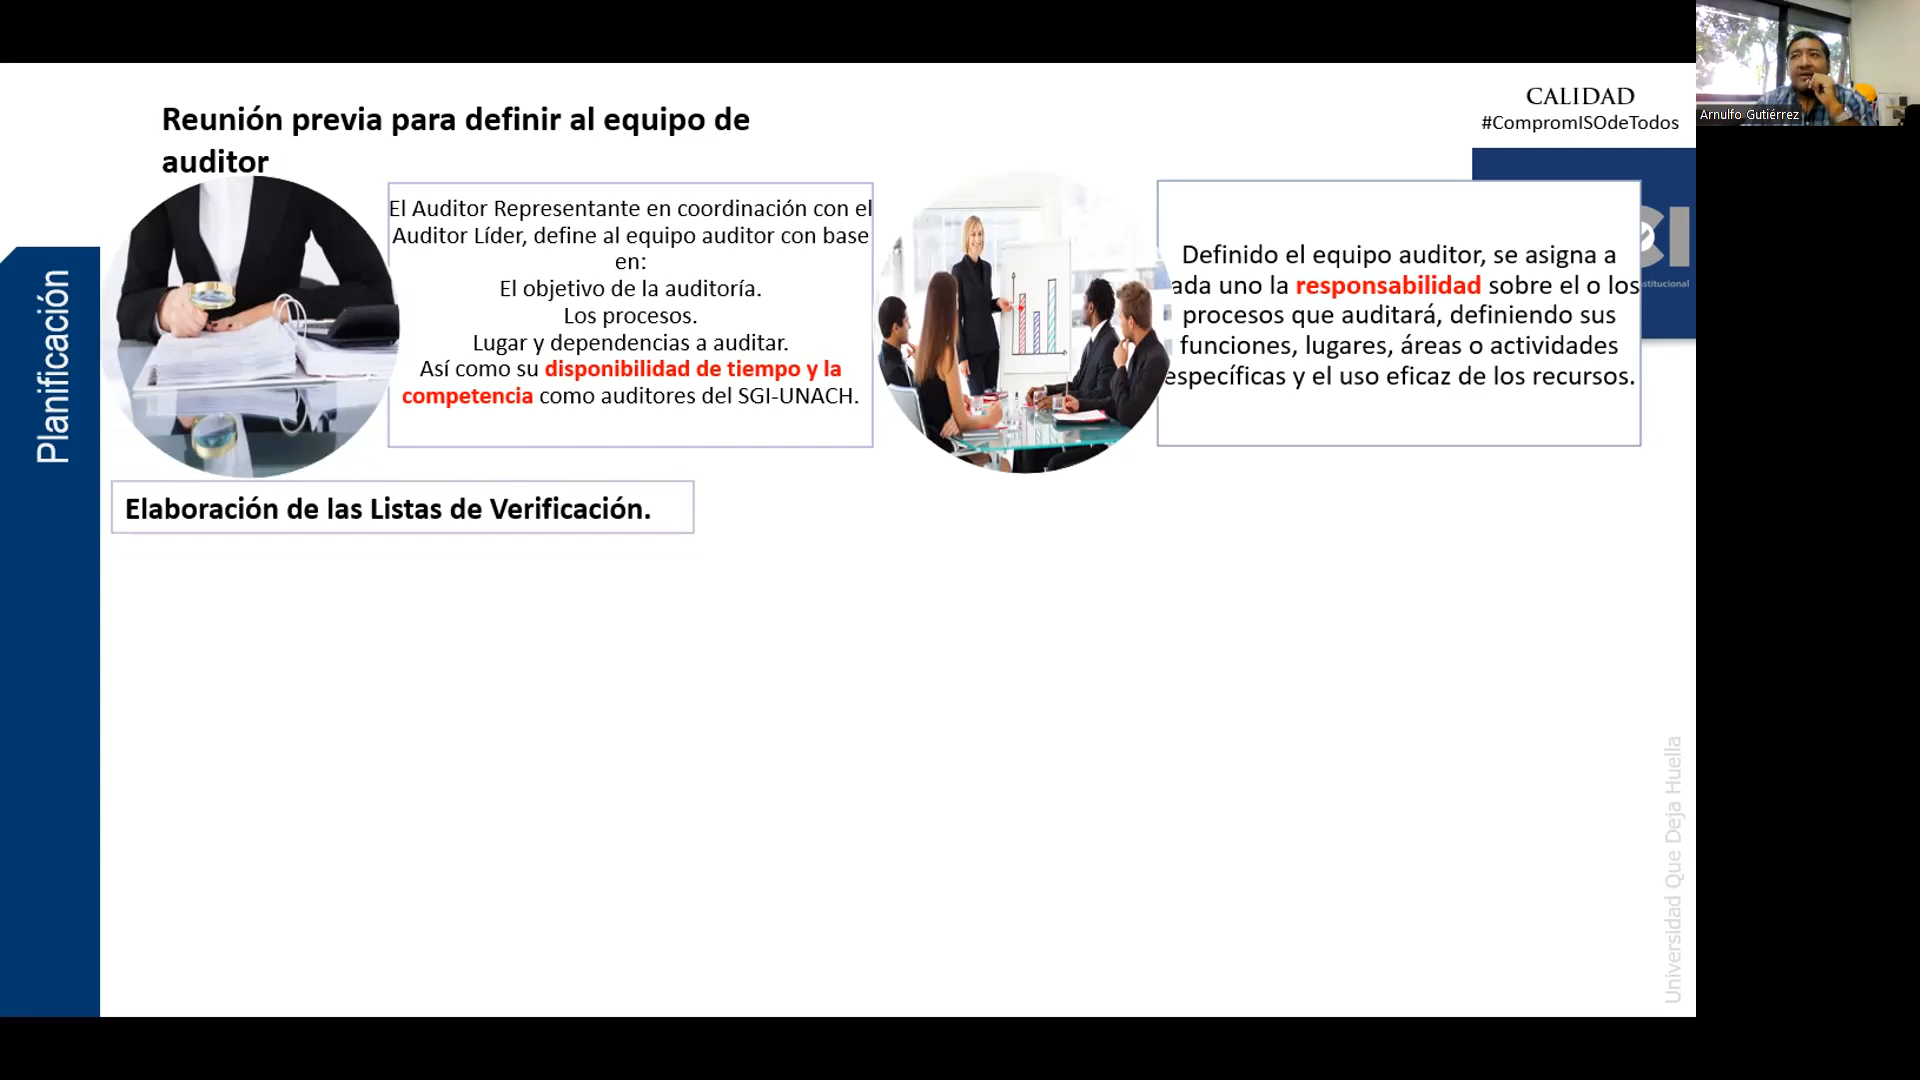 Reunión previa para definir al equipo de
auditor
CALIDAD
#CompromISOdeTodos
Arnulfo Gutiérrez
Planificación
El Auditor Representante en coordinación con el
Auditor Líder, define al equipo auditor con base
en:
El objetivo de la auditoría.
Los procesos.
Lugar y dependencias a auditar.
Así como su disponibilidad de tiempo y la
competencia como auditores del SGI-UNACH.
Definido el equipo auditor, se asigna a
ada uno la responsabilidad sobre el o los
procesos que auditará, definiendo sus
funciones, lugares, áreas o actividades
específicas y el uso eficaz de los recursos.
CI
stitucional
Elaboración de las Listas de Verificación.
Universidad Que Deja Huella